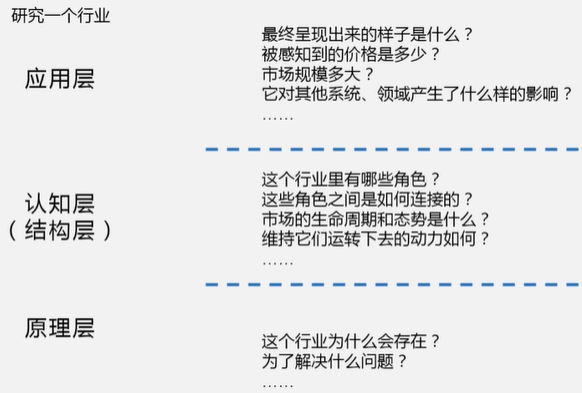 研究一个行业
应用层
最终呈现出来的样子是什么？
被感知到的价格是多少？
市场规模多大？
它对其他系统、领域产生了什么样的影响？
……
认知层
（结构层）
这个行业里有哪些角色？
这些角色之间是如何连接的？
市场的生命周期和态势是什么？
维持它们运转下去的动力如何？
……
原理层
这个行业为什么会存在？
为了解决什么问题？
……